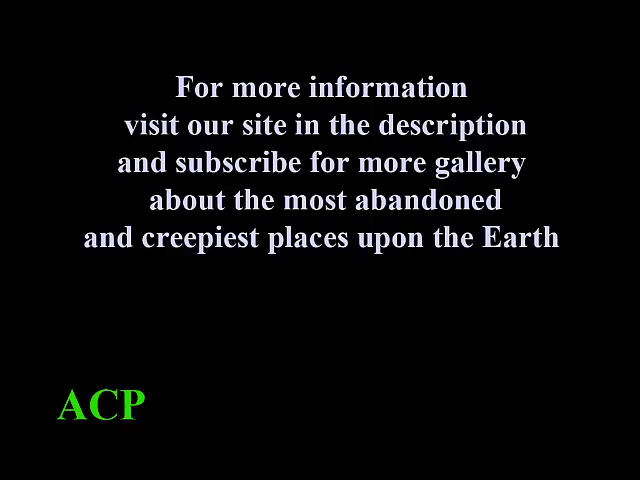 For more information
visit our site in the description
and subscribe for more gallery
about the most abandoned
and creepiest places upon the Earth
ACP